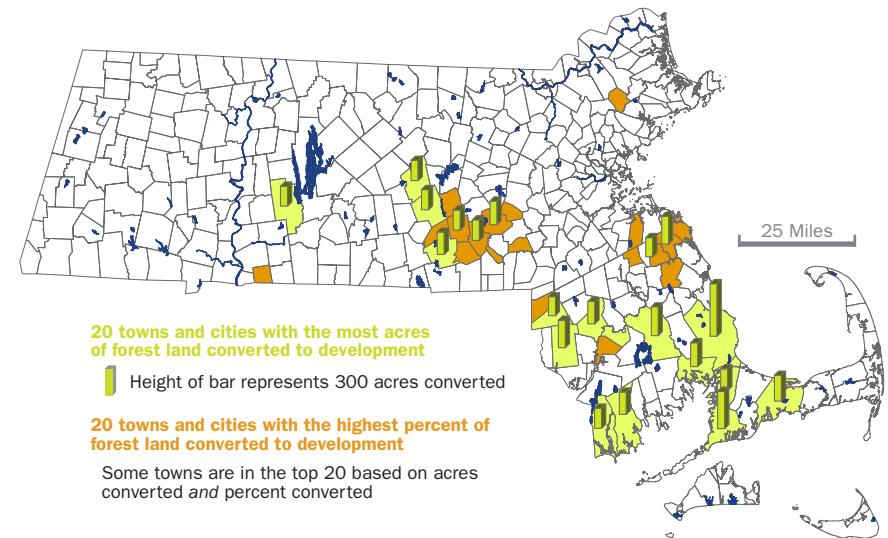 25 Miles
20 towns and cities with the most acres
of forest land converted to development
Height of bar represents 300 acres converted
20 towns and cities with the highest percent of
forest land converted to development
Some towns are in the top 20 based on acres
converted and percent converted